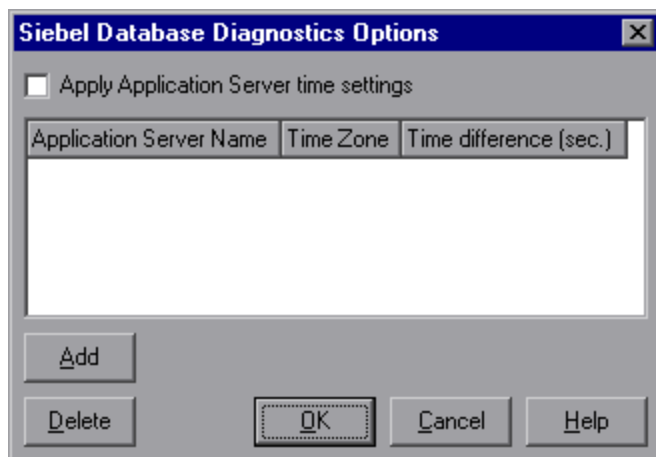 Siebel Database Diagnostics Options
Apply Application Server time settings
Application Server Name Time Zone Time difference (sec.)
Add
Delete OK Cancel Help